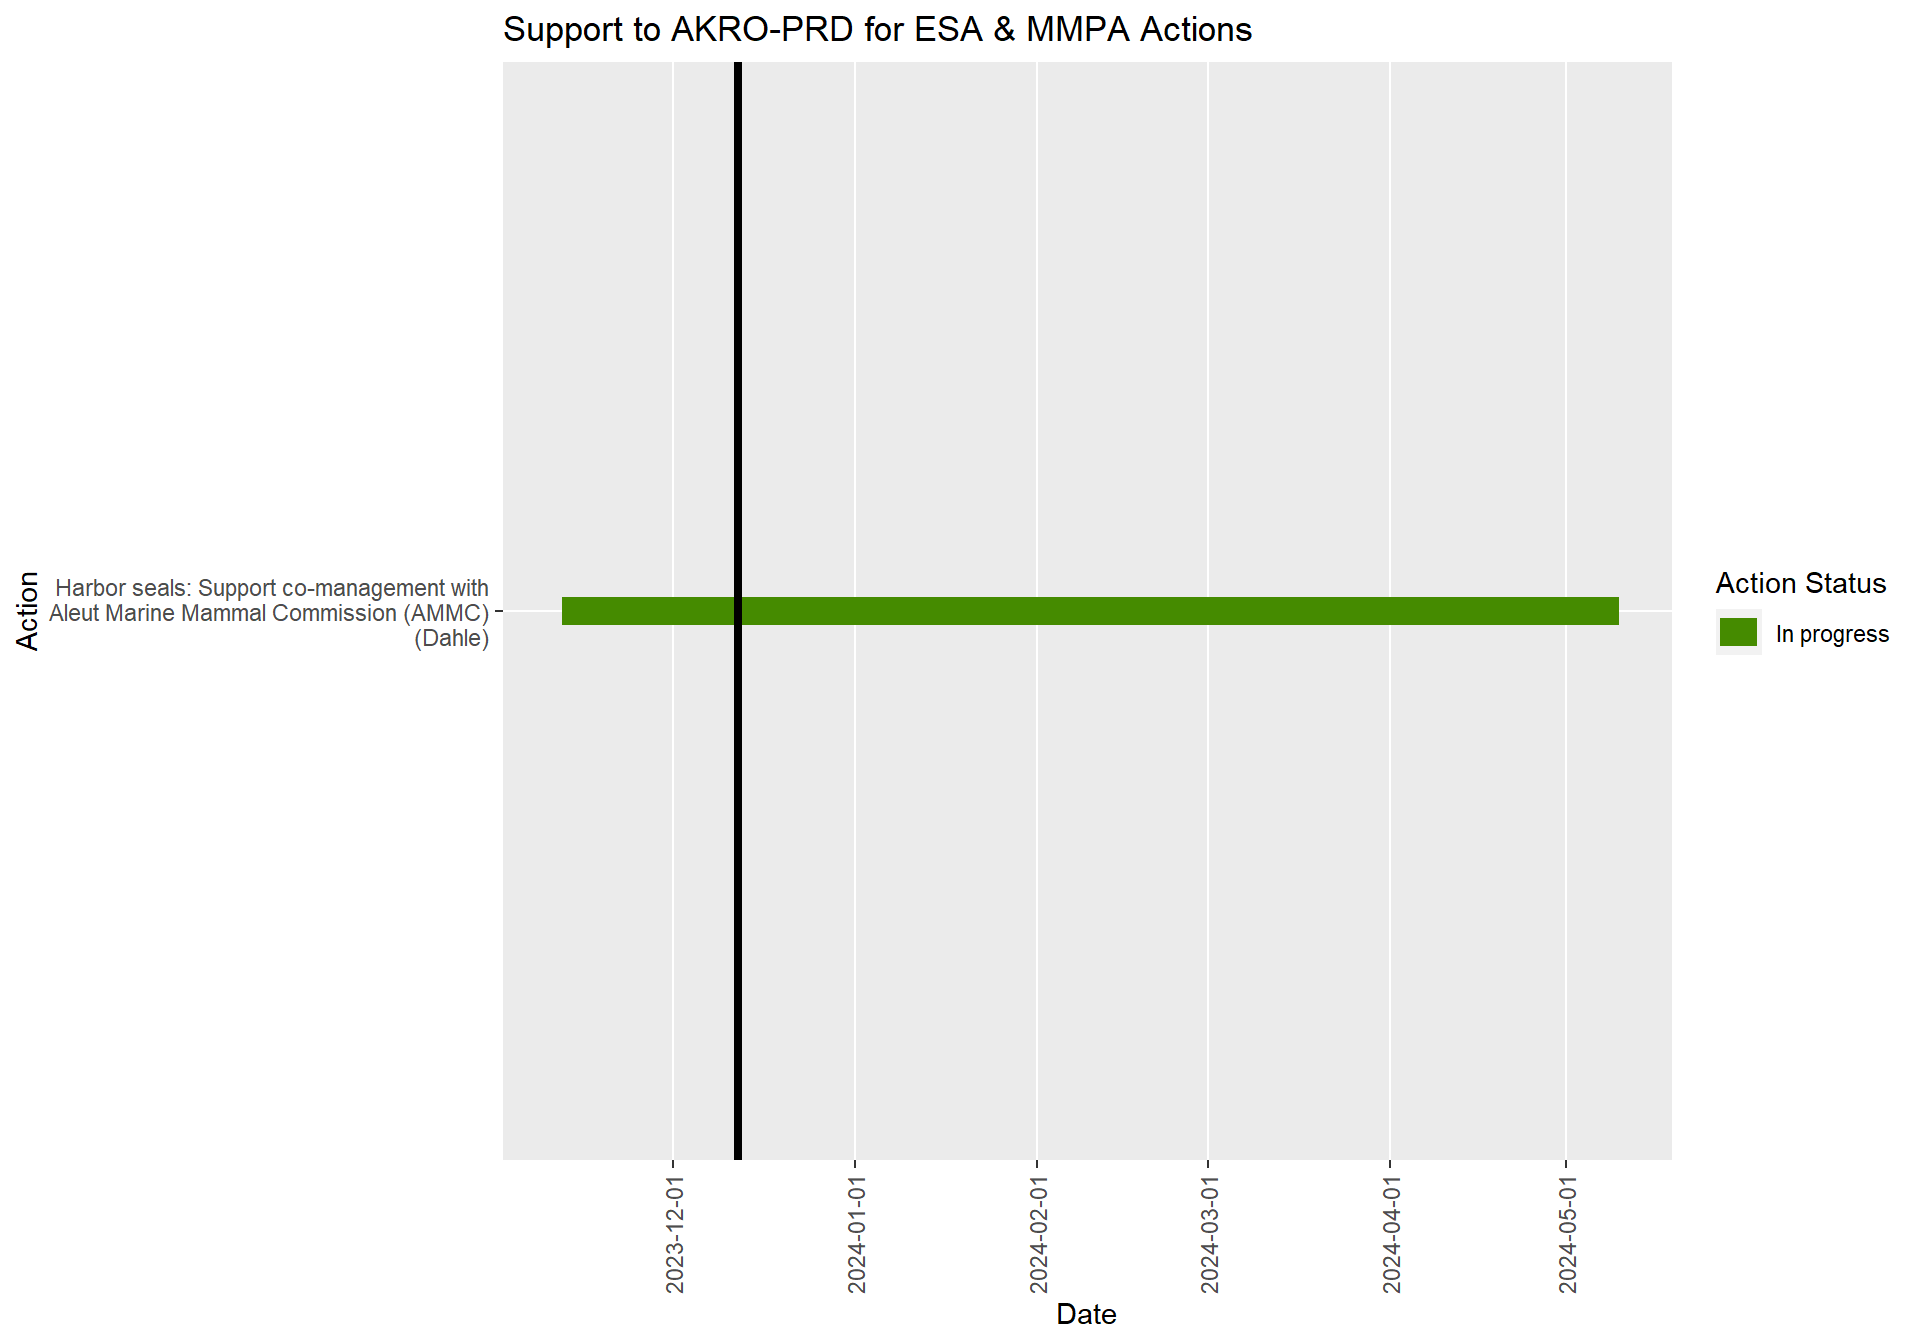 Support to AKRO-PRD for ESA & MMPA Actions
Action
Harbor seals: Support co-management with
Aleut Marine Mammal Commission (AMMC)
(Dahle)
Action Status
In progress
2023-12-01
2024-01-01
2024-02-01
2024-03-01
2024-04-01
2024-05-01
Date